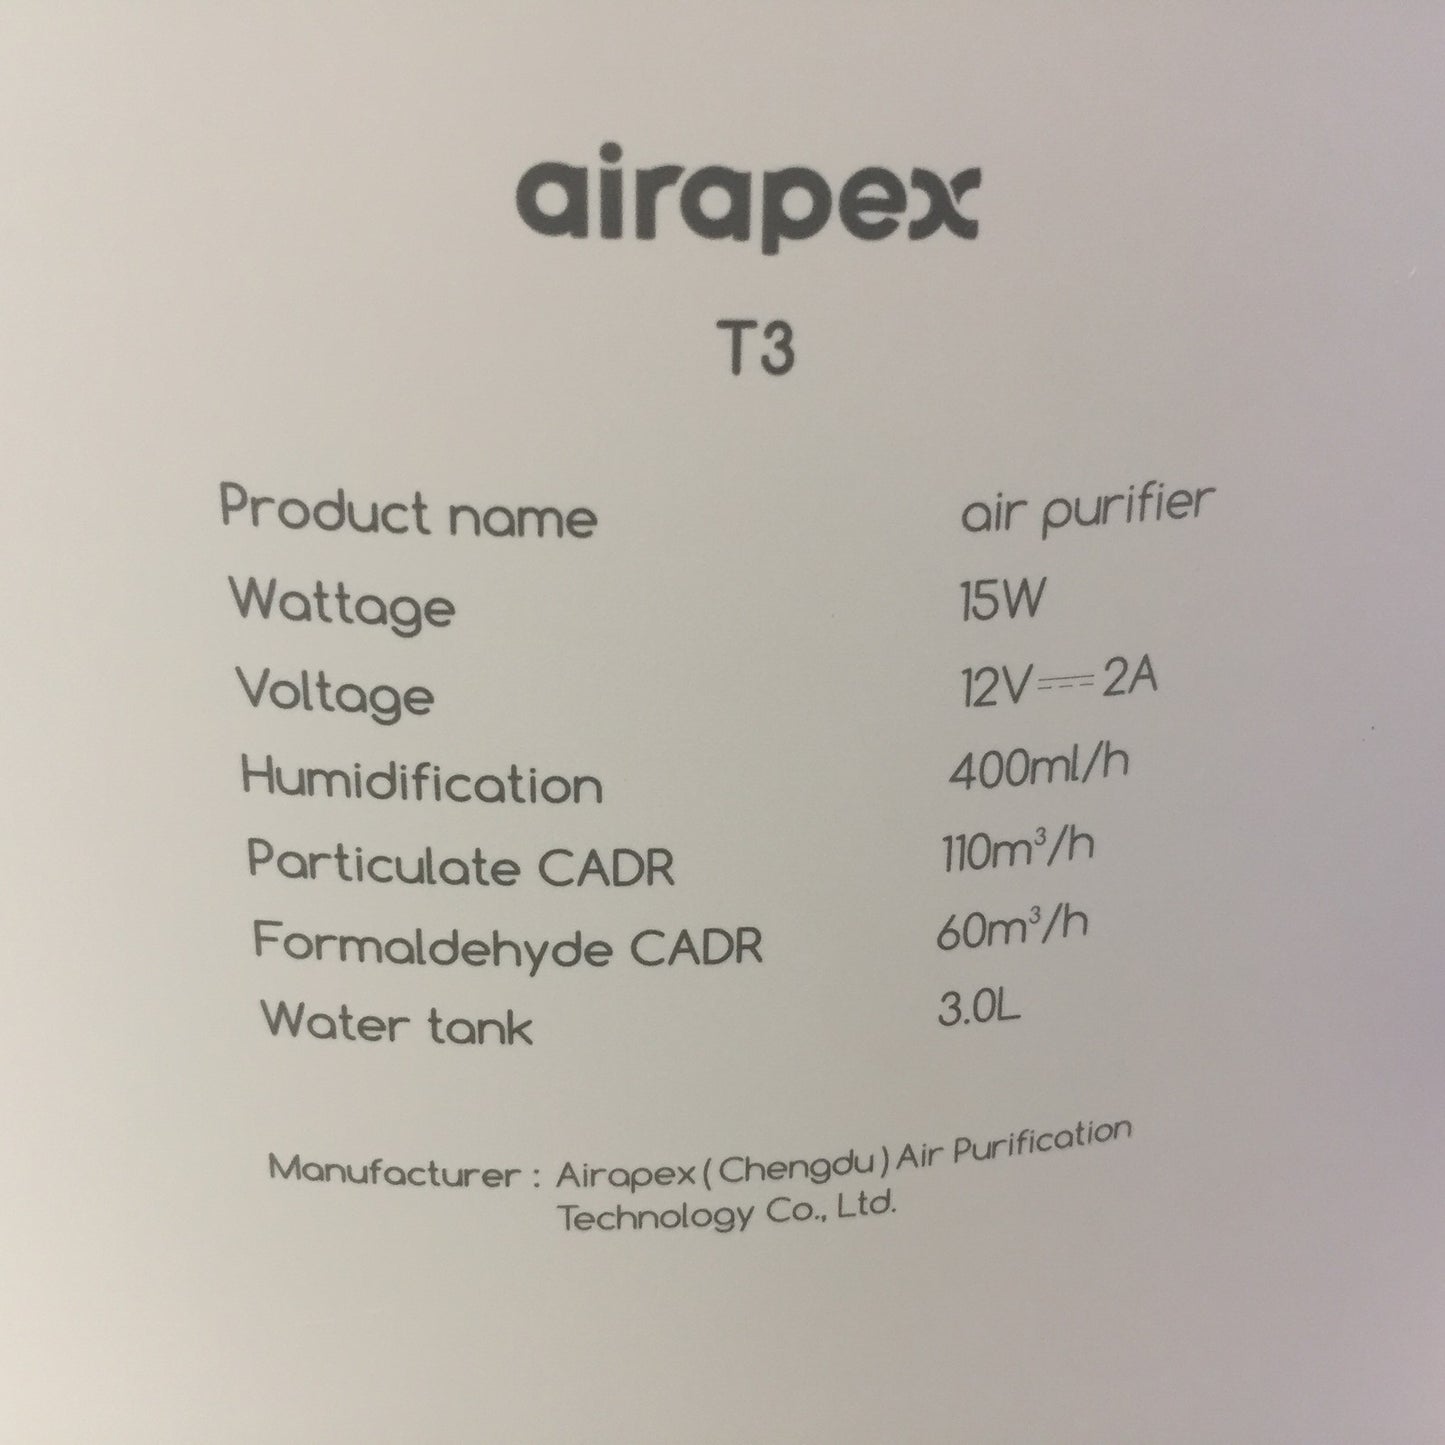 airapex
T3
Product name air purifier
Wattage 15W
Voltage 12V⎓2A
Humidification 400ml/h
Particulate CADR 110m³/h
Formaldehyde CADR 60m³/h
Water tank 3.0L
Manufacturer : Airapex(Chengdu)Air Purification
Technology Co., Ltd.